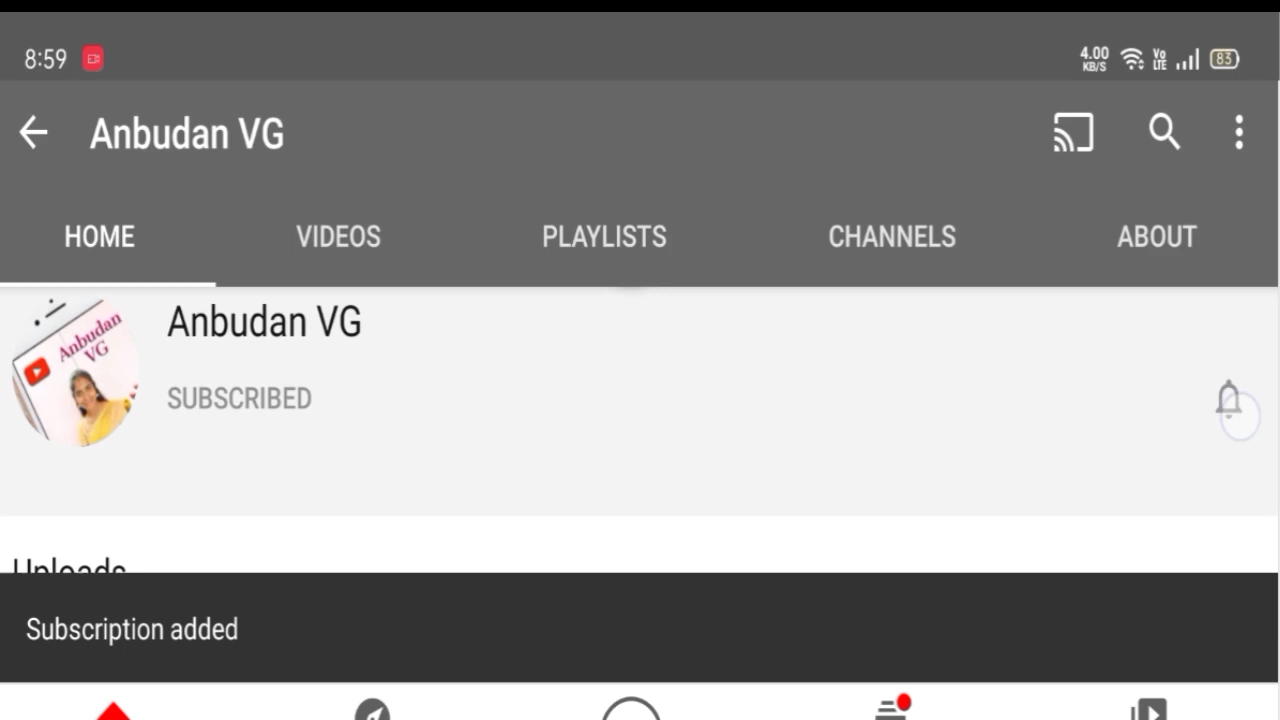 8:59
4.00 KB/S
Vo LTE
83
Anbudan VG
HOME VIDEOS PLAYLISTS CHANNELS ABOUT
Anbudan
VG
Anbudan VG
SUBSCRIBED
Uploads
Subscription added